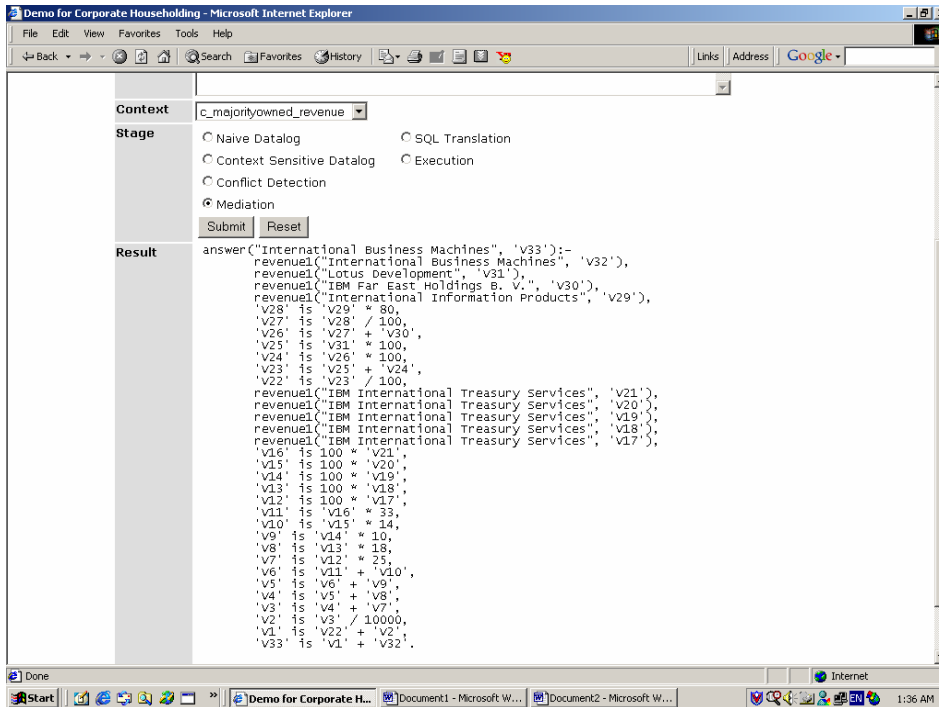 Demo for Corporate Householding - Microsoft Internet Explorer
File Edit View Favorites Tools Help
Back Search Favorites History Links Address Google
Context c_majorityowned_revenue
Stage
Naive Datalog SQL Translation
Context Sensitive Datalog Execution
Conflict Detection
Mediation
Submit Reset
Result answer("International Business Machines", 'V33'):-
revenue1("International Business Machines", 'V32'),
revenue1("Lotus Development", 'V31'),
revenue1("IBM Far East Holdings B. V.", 'V30'),
revenue1("International Information Products", 'V29'),
'V28' is 'V29' * 80,
'V27' is 'V28' / 100,
'V26' is 'V27' + 'V30',
'V25' is 'V31' * 100,
'V24' is 'V26' * 100,
'V23' is 'V25' + 'V24',
'V22' is 'V23' / 100,
revenue1("IBM International Treasury Services", 'V21'),
revenue1("IBM International Treasury Services", 'V20'),
revenue1("IBM International Treasury Services", 'V19'),
revenue1("IBM International Treasury Services", 'V18'),
revenue1("IBM International Treasury Services", 'V17'),
'V16' is 100 * 'V21',
'V15' is 100 * 'V20',
'V14' is 100 * 'V19',
'V13' is 100 * 'V18',
'V12' is 100 * 'V17',
'V11' is 'V16' * 33,
'V10' is 'V15' * 14,
'V9' is 'V14' * 10,
'V8' is 'V13' * 18,
'V7' is 'V12' * 25,
'V6' is 'V11' + 'V10',
'V5' is 'V6' + 'V9',
'V4' is 'V5' + 'V8',
'V3' is 'V4' + 'V7',
'V2' is 'V3' / 10000,
'V1' is 'V22' + 'V2',
'V33' is 'V1' + 'V32'.
Done Internet
Start » Demo for Corporate H... Document1 - Microsoft W... Document2 - Microsoft W... EN 1:36 AM